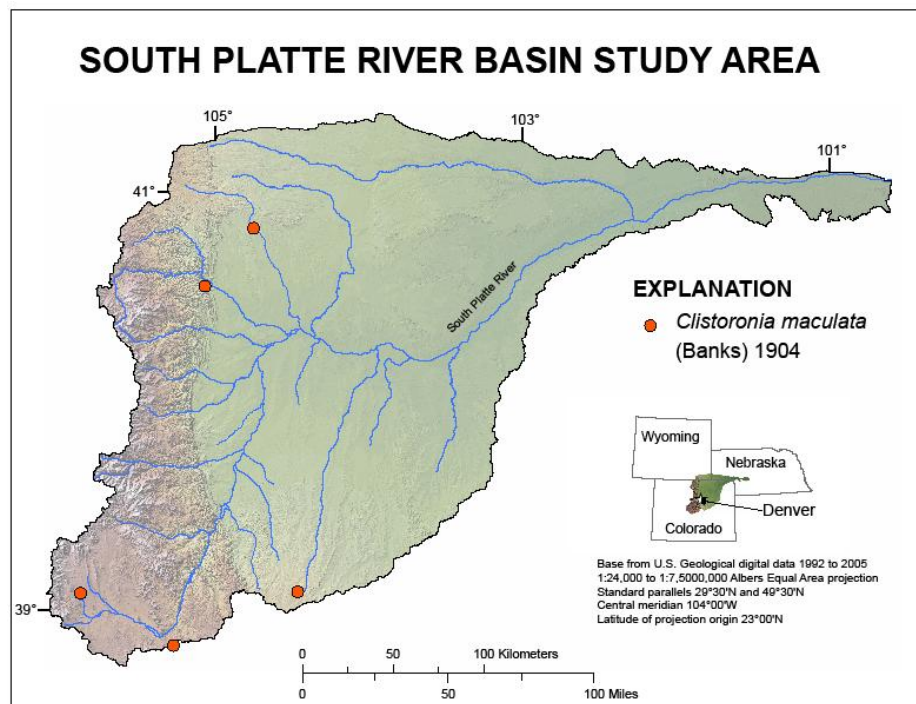 SOUTH PLATTE RIVER BASIN STUDY AREA
105°
103°
101°
41°
South Platte River
EXPLANATION
Clistoronia maculata
(Banks) 1904
Wyoming
Nebraska
Denver
Colorado
Base from U.S. Geological digital data 1992 to 2005
1:24,000 to 1:7,5000,000 Albers Equal Area projection
Standard parallels 29°30'N and 49°30'N
Central meridian 104°00'W
Latitude of projection origin 23°00'N
39°
0 50 100 Kilometers
0 50 100 Miles